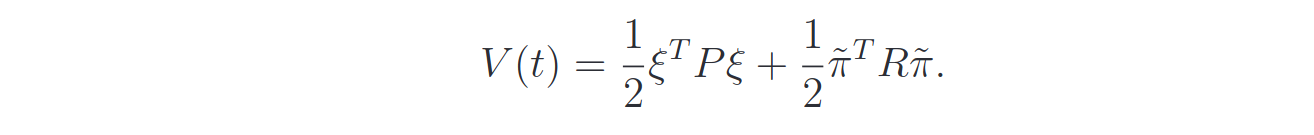 V(t) = \frac{1}{2}\xi^T P\xi + \frac{1}{2}\tilde{\pi}^T R\tilde{\pi}.